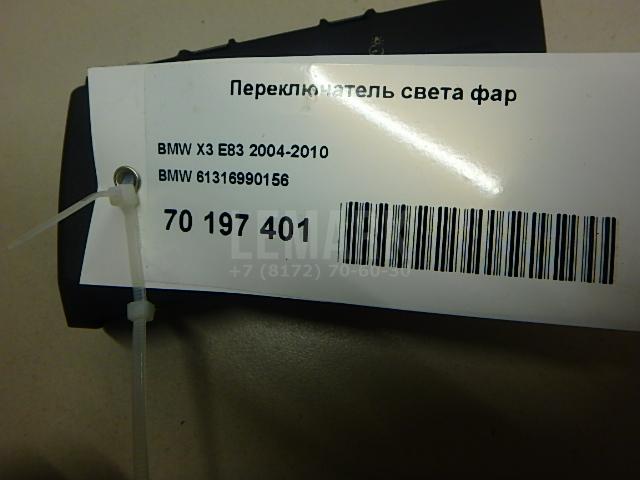 Переключатель света фар
BMW X3 E83 2004-2010
BMW 61316990156
70 197 401
+7 (8172) 70-60-30